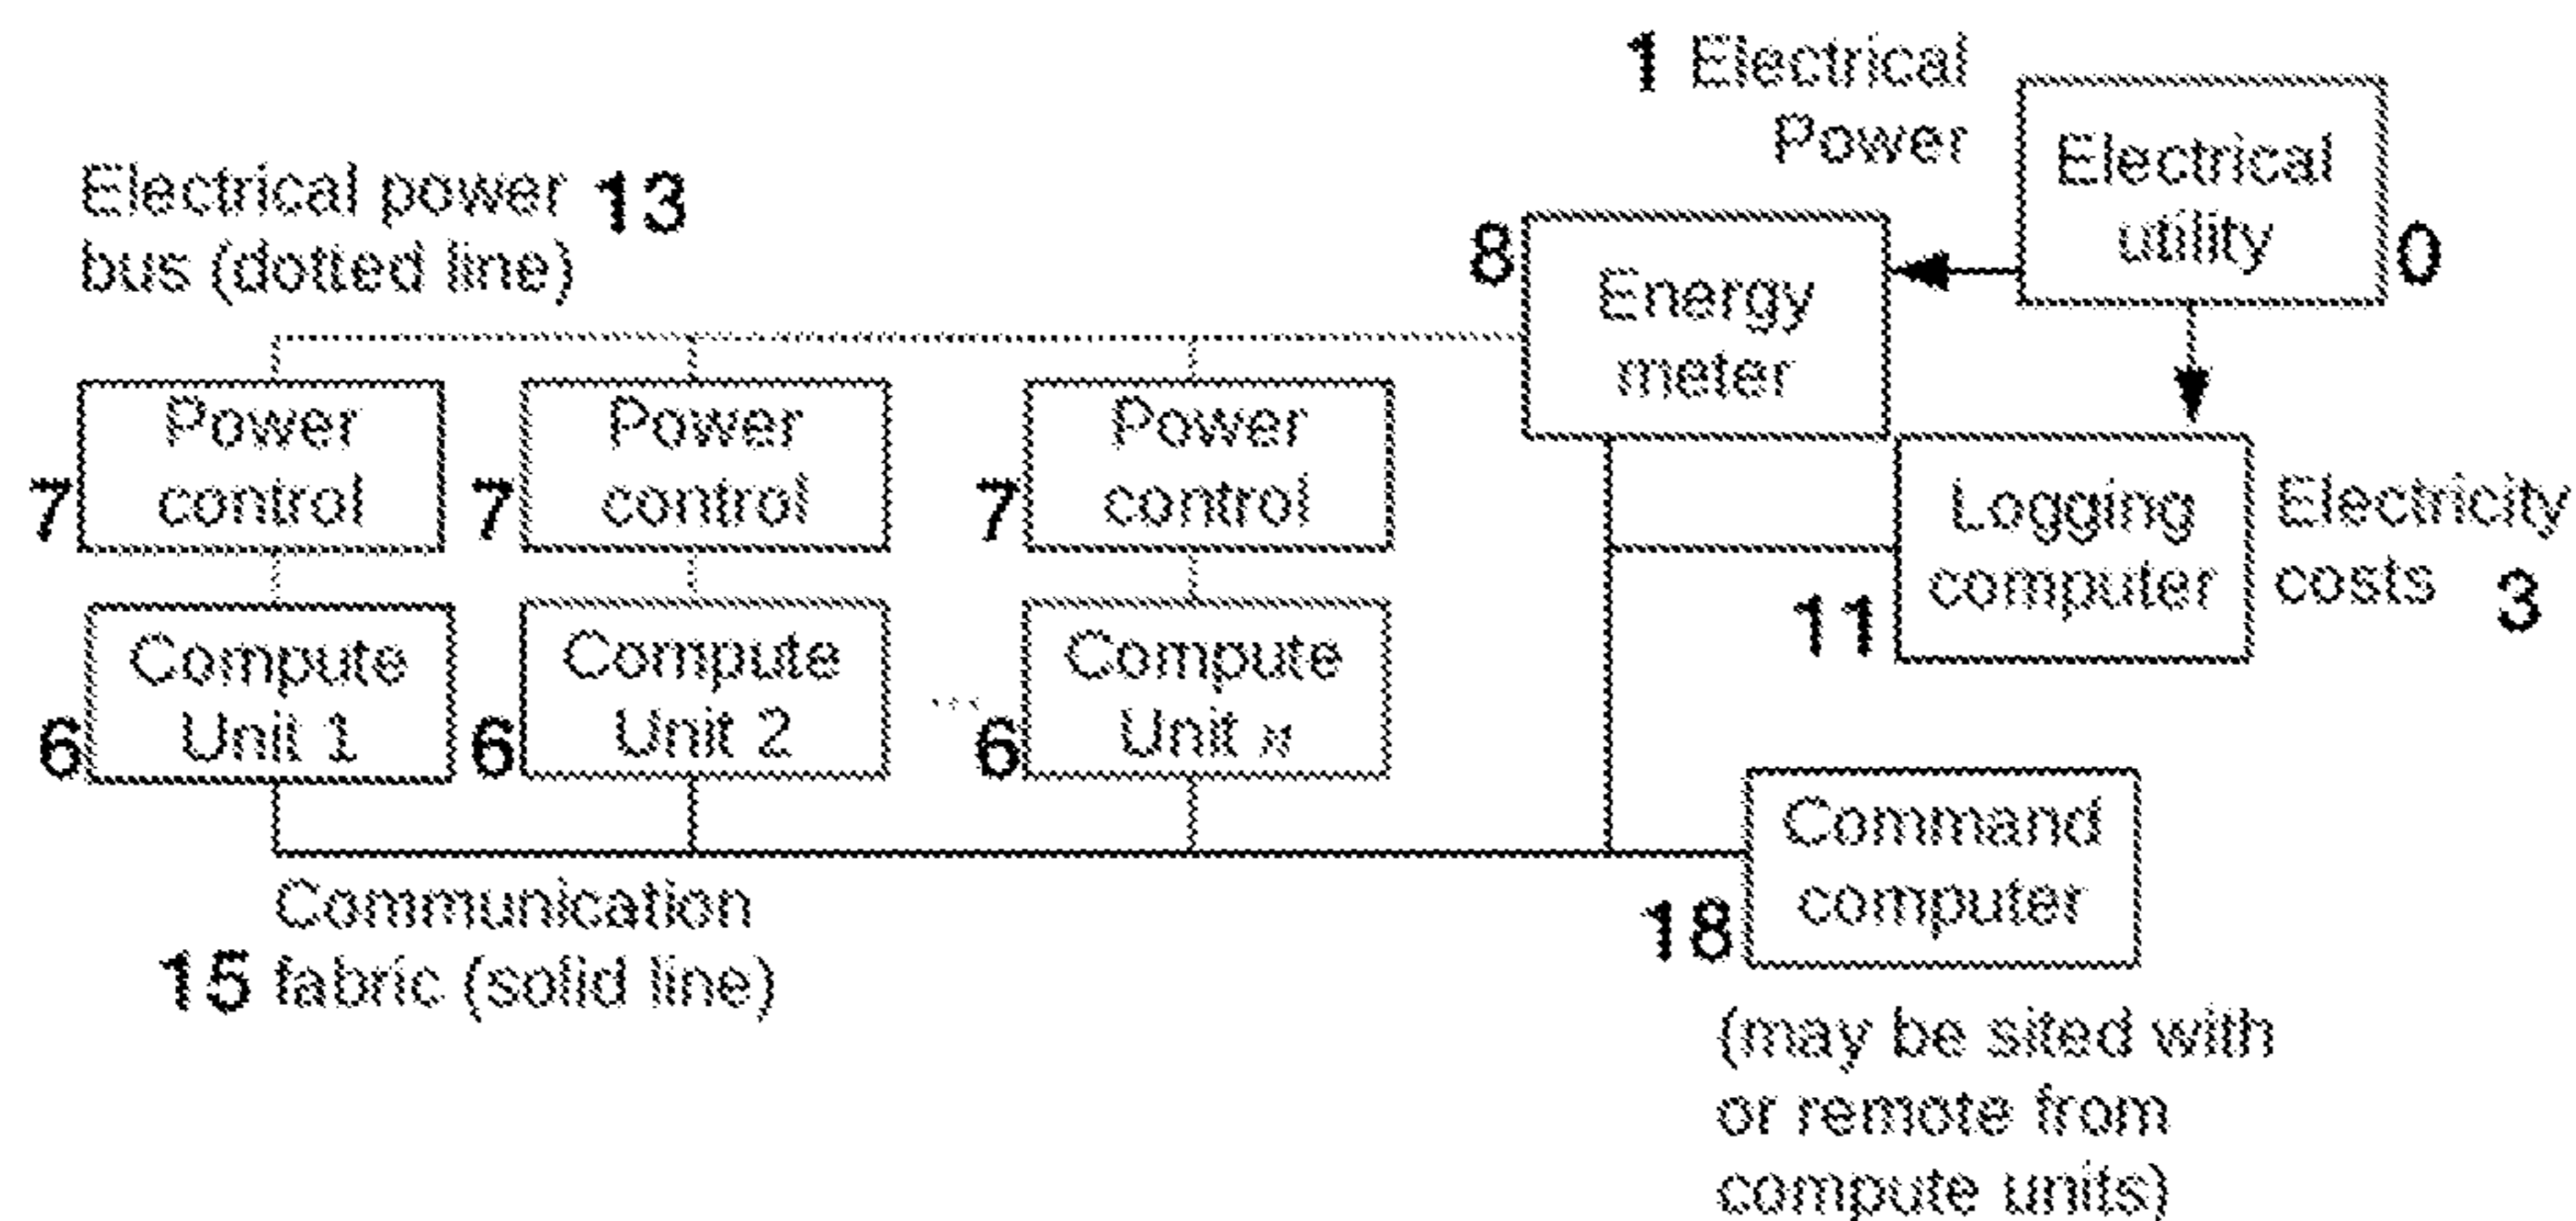 1 Electrical
Power
Electrical
utility
0
Electrical power 13
bus (dotted line)
8
Energy
meter
Power
control
7
Power
control
7
Power
control
7
Logging
computer
11
Electricity
costs 3
Compute
Unit 1
6
Compute
Unit 2
6
...
Compute
Unit n
6
Command
computer
18
Communication
15 fabric (solid line)
(may be sited with
or remote from
compute units)